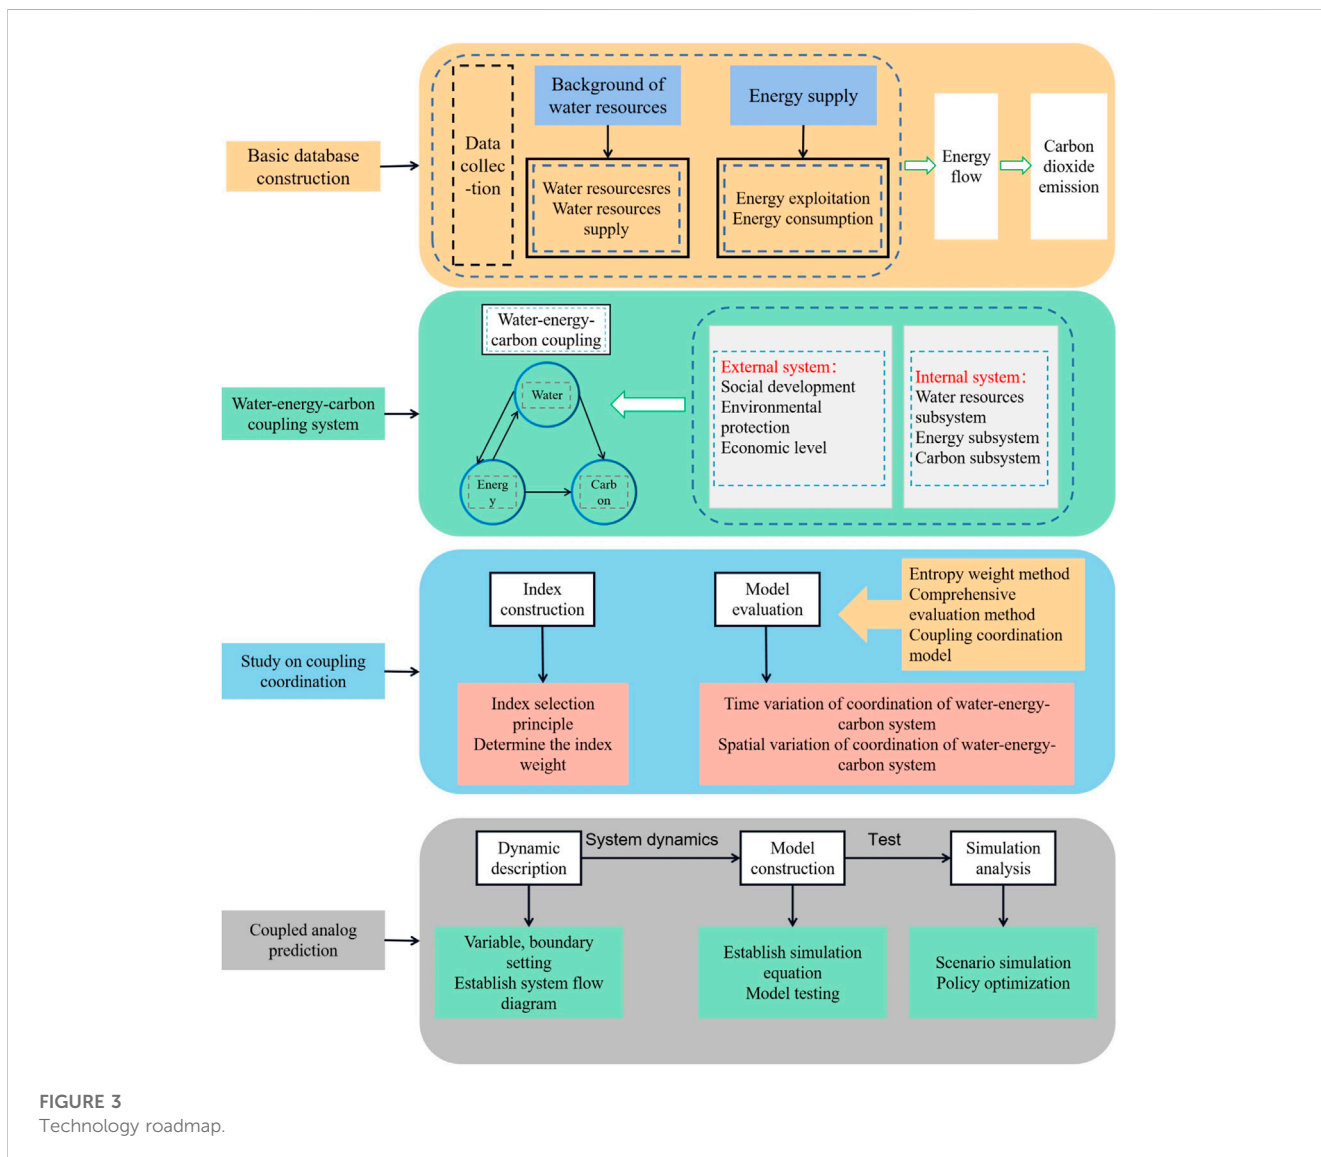 Basic database
construction
Data
collec
-tion
Background of
water resources
Water resourcesres
Water resources
supply
Energy supply
Energy exploitation
Energy consumption
Energy
flow
Carbon
dioxide
emission
Water-energy-carbon
coupling system
Water-energy-
carbon coupling
Water
Energ
y
Carb
on
External system:
Social development
Environmental
protection
Economic level
Internal system:
Water resources
subsystem
Energy subsystem
Carbon subsystem
Study on coupling
coordination
Index
construction
Index selection
principle
Determine the index
weight
Model
evaluation
Entropy weight method
Comprehensive
evaluation method
Coupling coordination
model
Time variation of coordination of water-energy-
carbon system
Spatial variation of coordination of water-energy-
carbon system
Coupled analog
prediction
Dynamic
description
System dynamics
Model
construction
Test
Simulation
analysis
Variable, boundary
setting
Establish system flow
diagram
Establish simulation
equation
Model testing
Scenario simulation
Policy optimization
FIGURE 3
Technology roadmap.